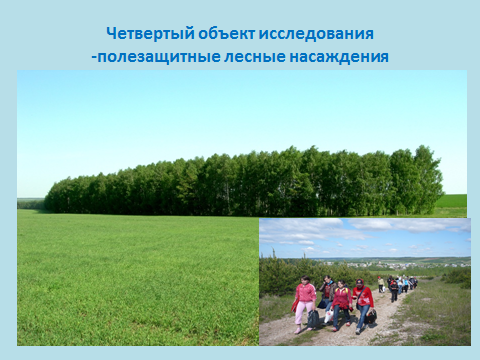 Четвертый объект исследования
-полезащитные лесные насаждения